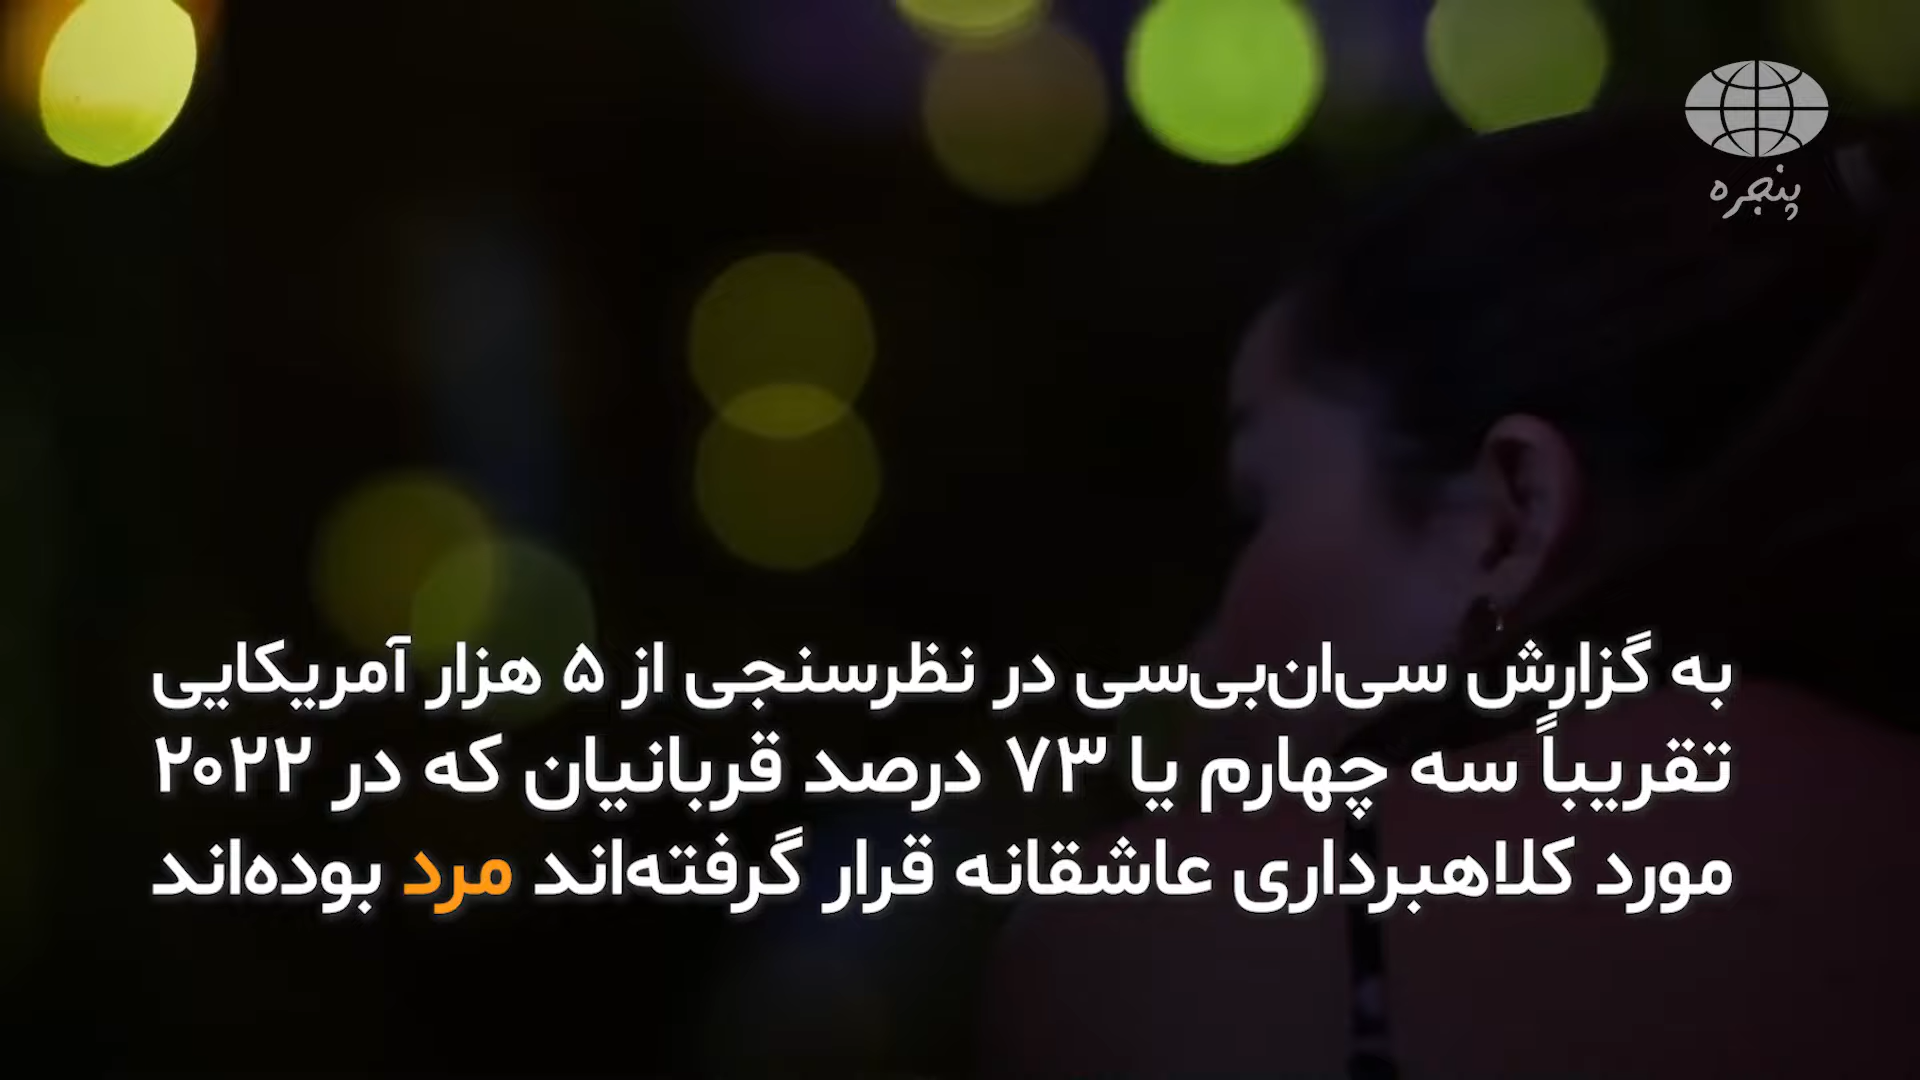 پنجره
به گزارش سی‌ان‌بی‌سی در نظرسنجی از ۵ هزار آمریکایی
تقریباً سه چهارم یا ۷۳ درصد قربانیان که در ۲۰۲۲
مورد کلاهبرداری عاشقانه قرار گرفته‌اند مرد بوده‌اند